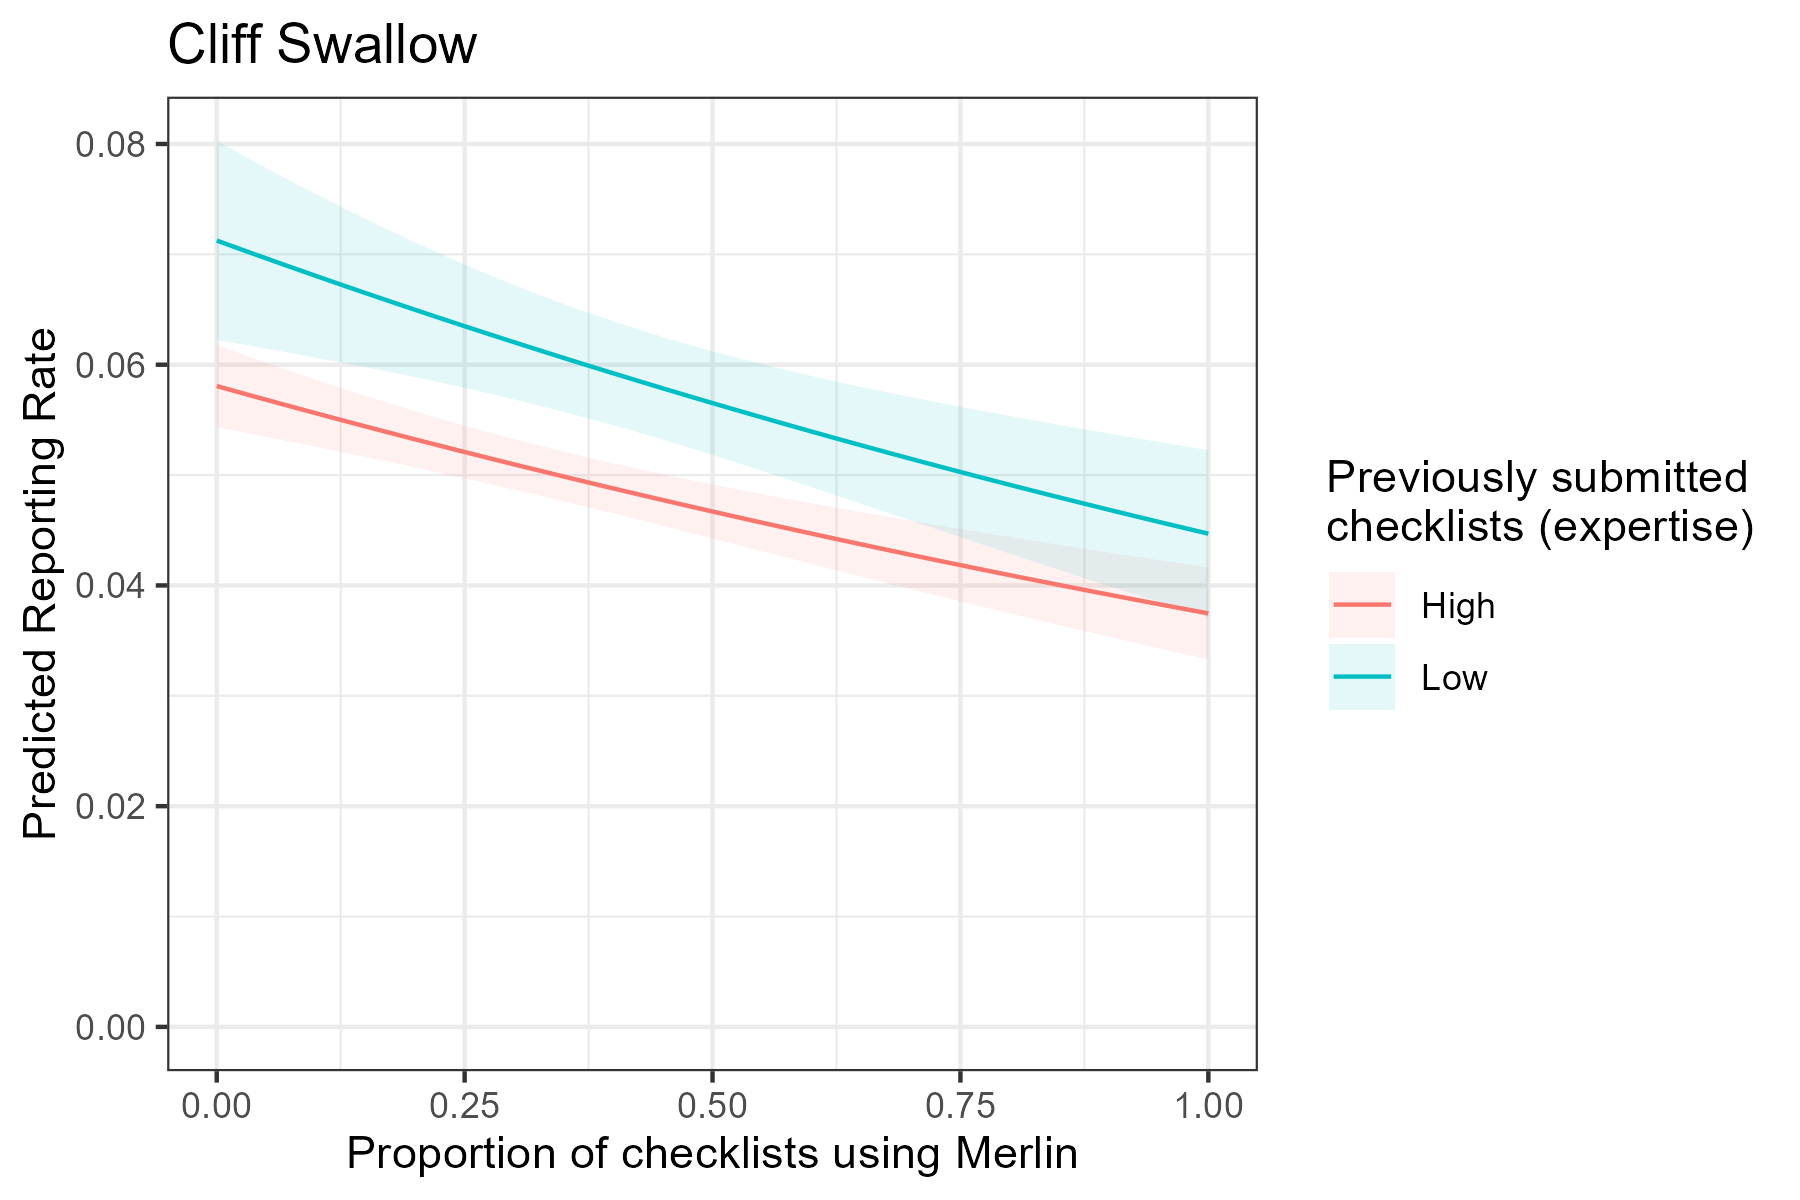 Cliff Swallow
0.08
0.06
0.04
0.02
0.00
Predicted Reporting Rate
0.00 0.25 0.50 0.75 1.00
Proportion of checklists using Merlin
Previously submitted
checklists (expertise)
High
Low